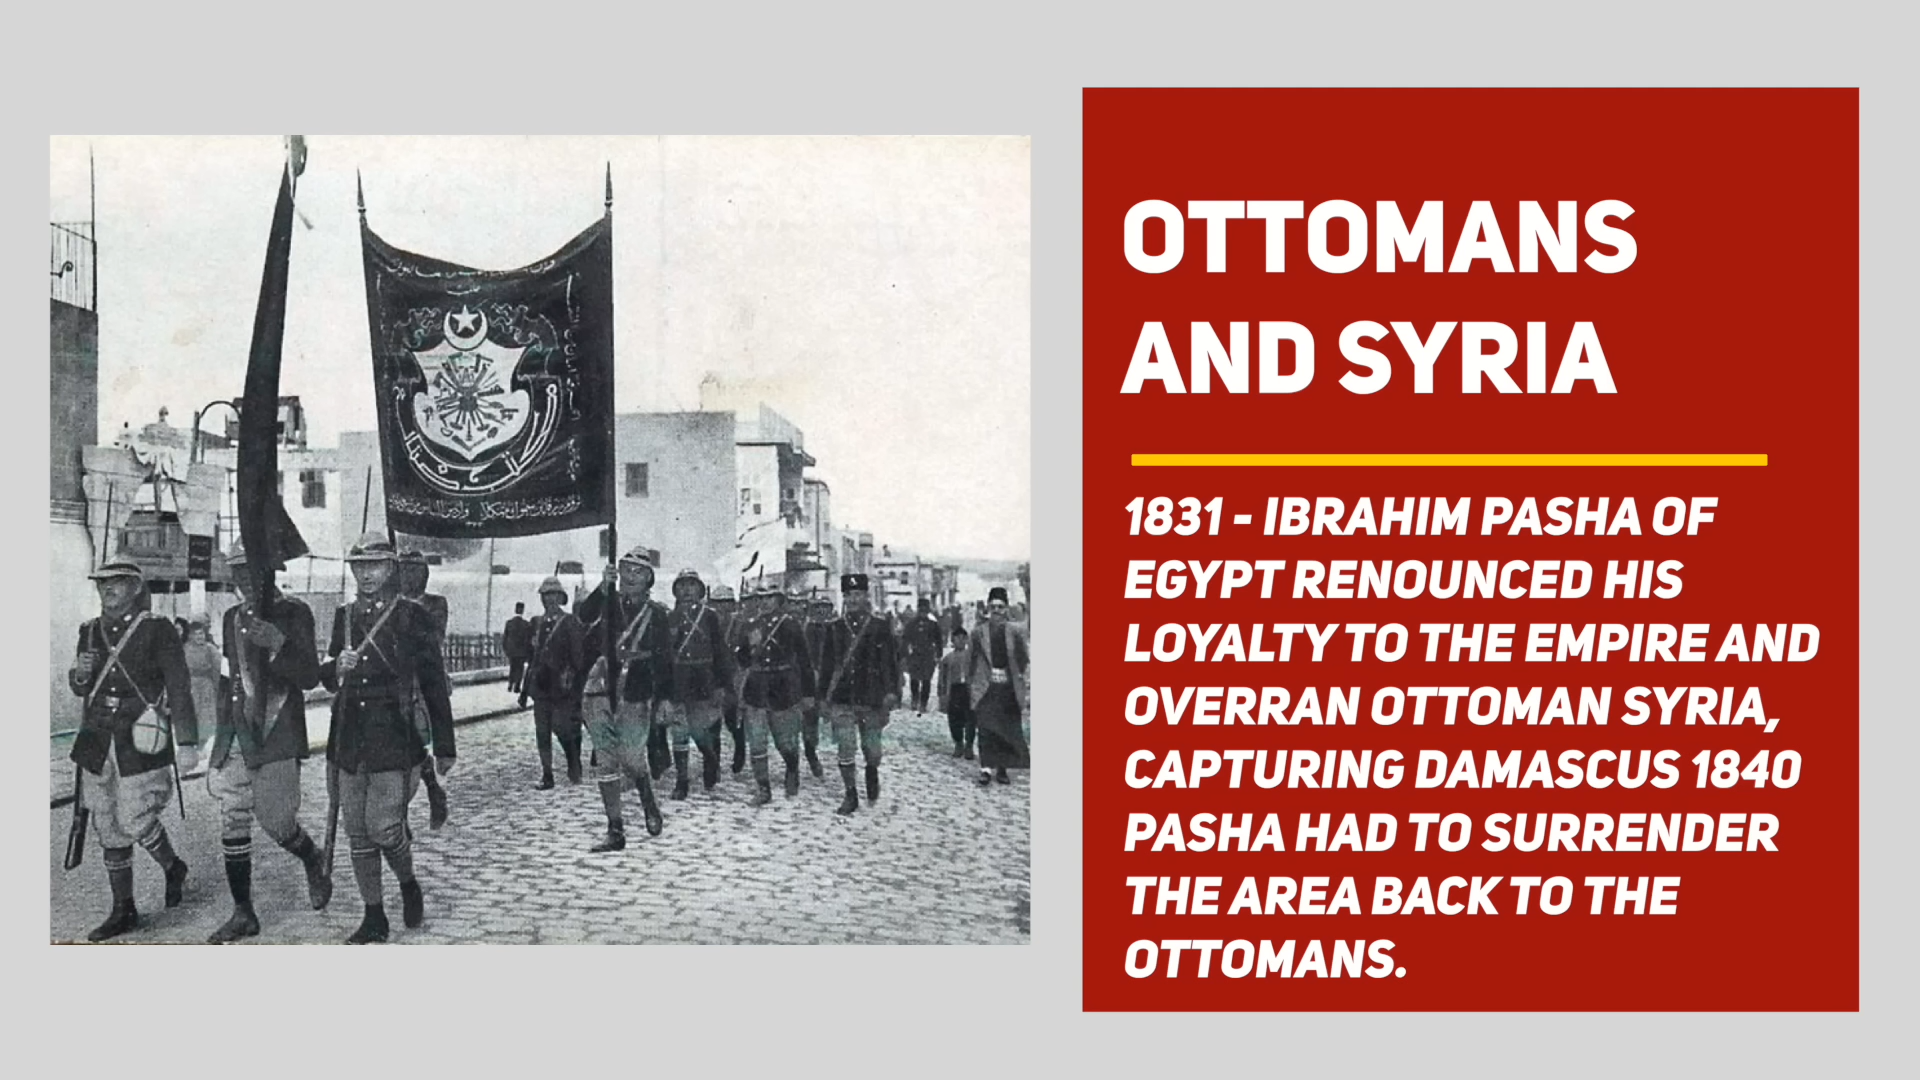 OTTOMANS
AND SYRIA
1831 - IBRAHIM PASHA OF
EGYPT RENOUNCED HIS
LOYALTY TO THE EMPIRE AND
OVERRAN OTTOMAN SYRIA,
CAPTURING DAMASCUS 1840
PASHA HAD TO SURRENDER
THE AREA BACK TO THE
OTTOMANS.